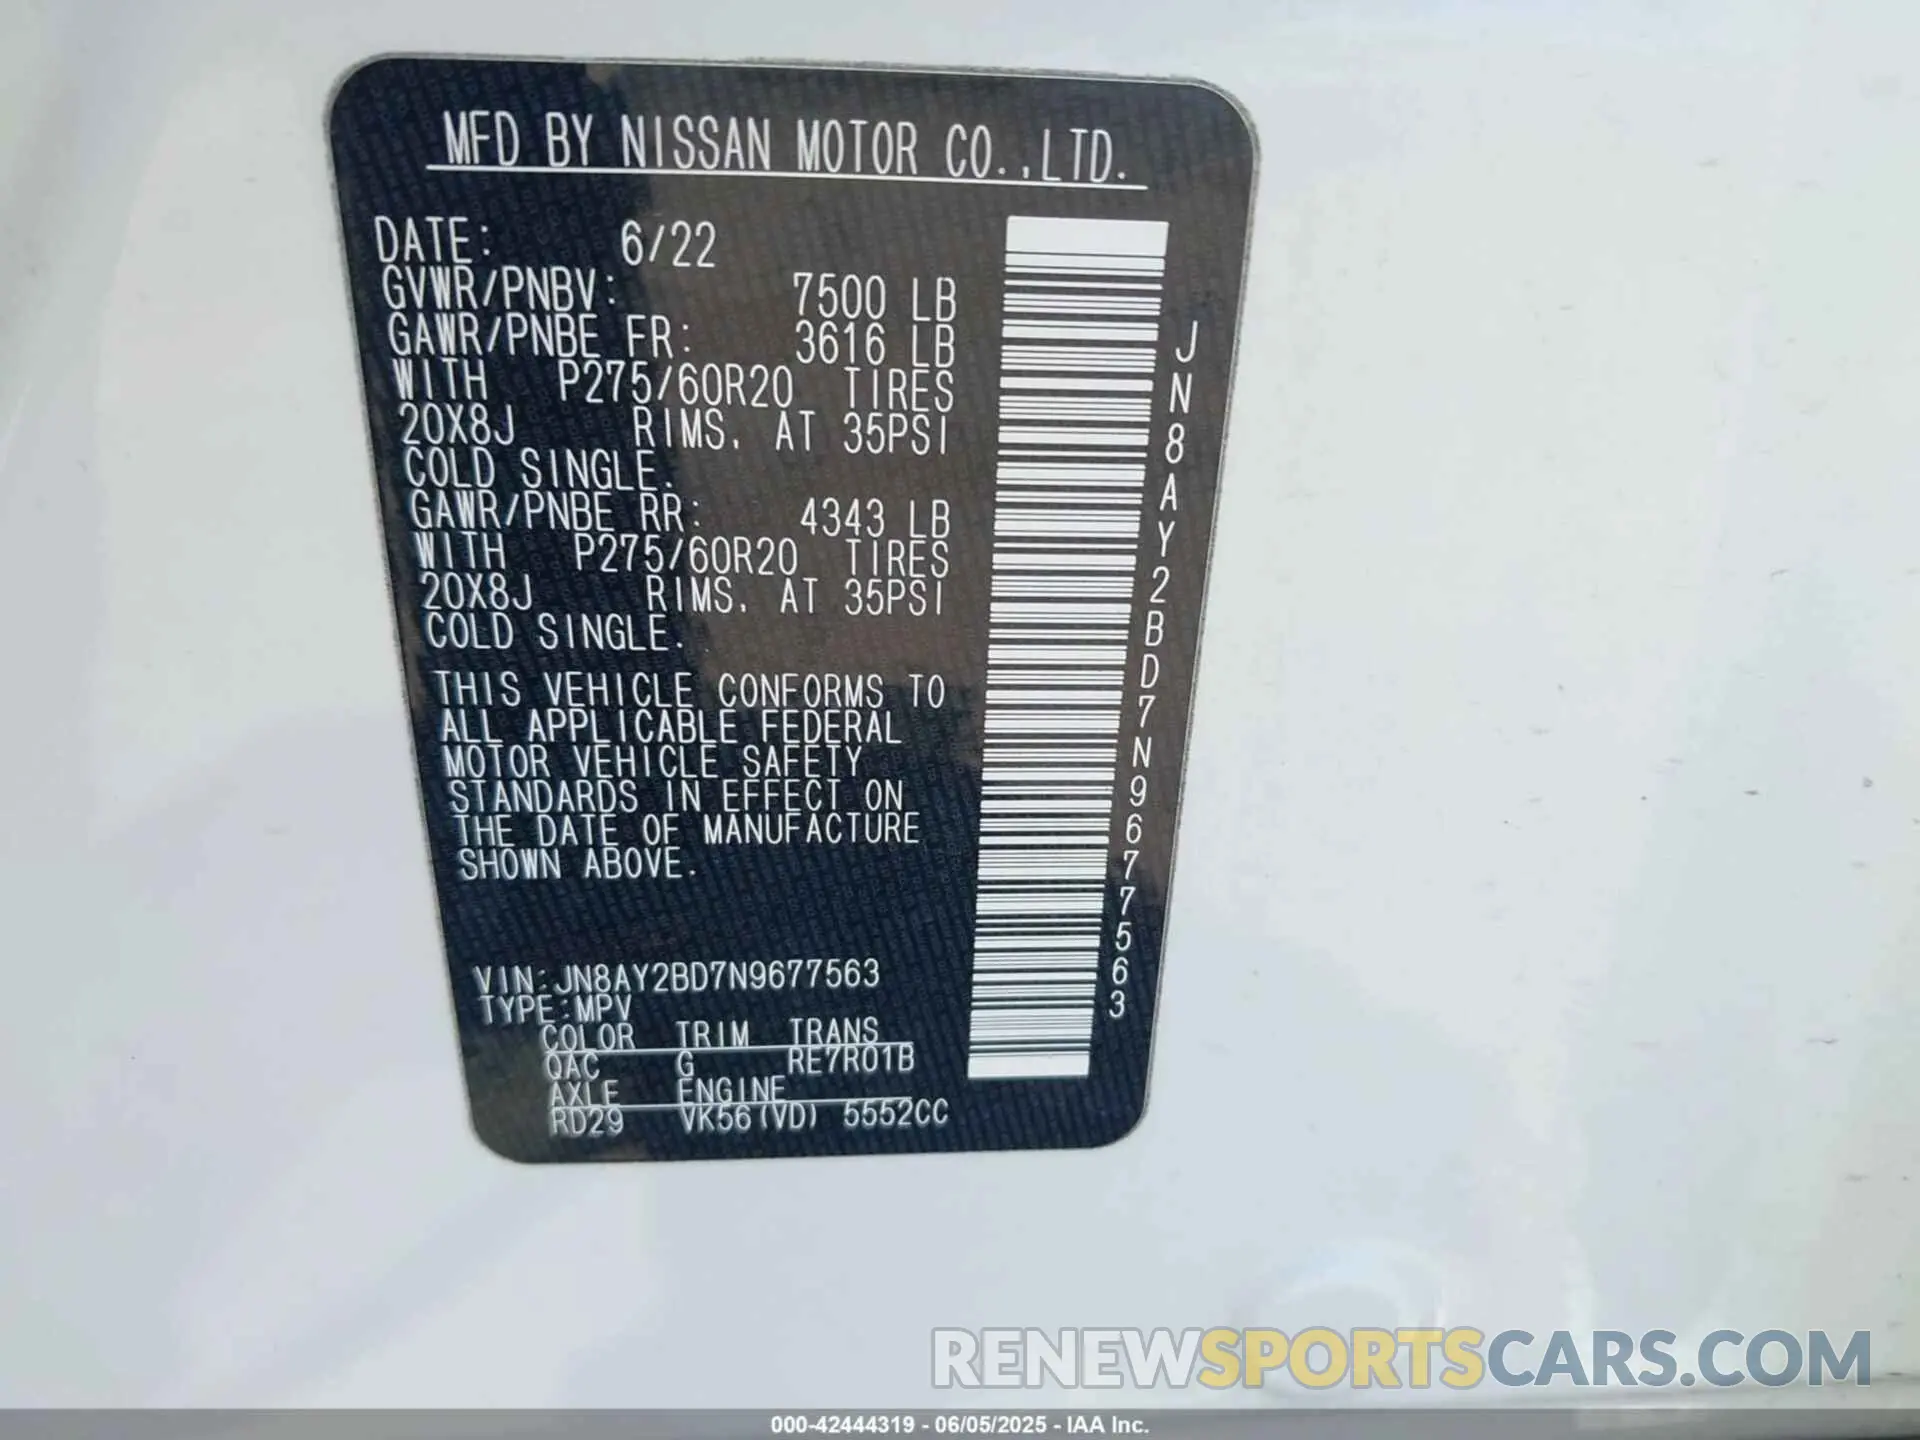 MFD BY NISSAN MOTOR CO.,LTD.
DATE: 6/22
GVWR/PNBV: 7500 LB
GAWR/PNBE FR: 3616 LB
WITH P275/60R20 TIRES
20X8J RIMS. AT 35PSI
COLD SINGLE.
GAWR/PNBE RR: 4343 LB
WITH P275/60R20 TIRES
20X8J RIMS. AT 35PSI
COLD SINGLE.
THIS VEHICLE CONFORMS TO
ALL APPLICABLE FEDERAL
MOTOR VEHICLE SAFETY
STANDARDS IN EFFECT ON
THE DATE OF MANUFACTURE
SHOWN ABOVE.
VIN:JN8AY2BD7N9677563
TYPE:MPV
COLOR TRIM TRANS
QAC G RE7R01B
AXLE ENGINE
RD29 VK56(VD) 5552CC
JN8AY2BD7N9677563
RENEWSPORTSCARS.COM
000-42444319 - 06/05/2025 - IAA Inc.